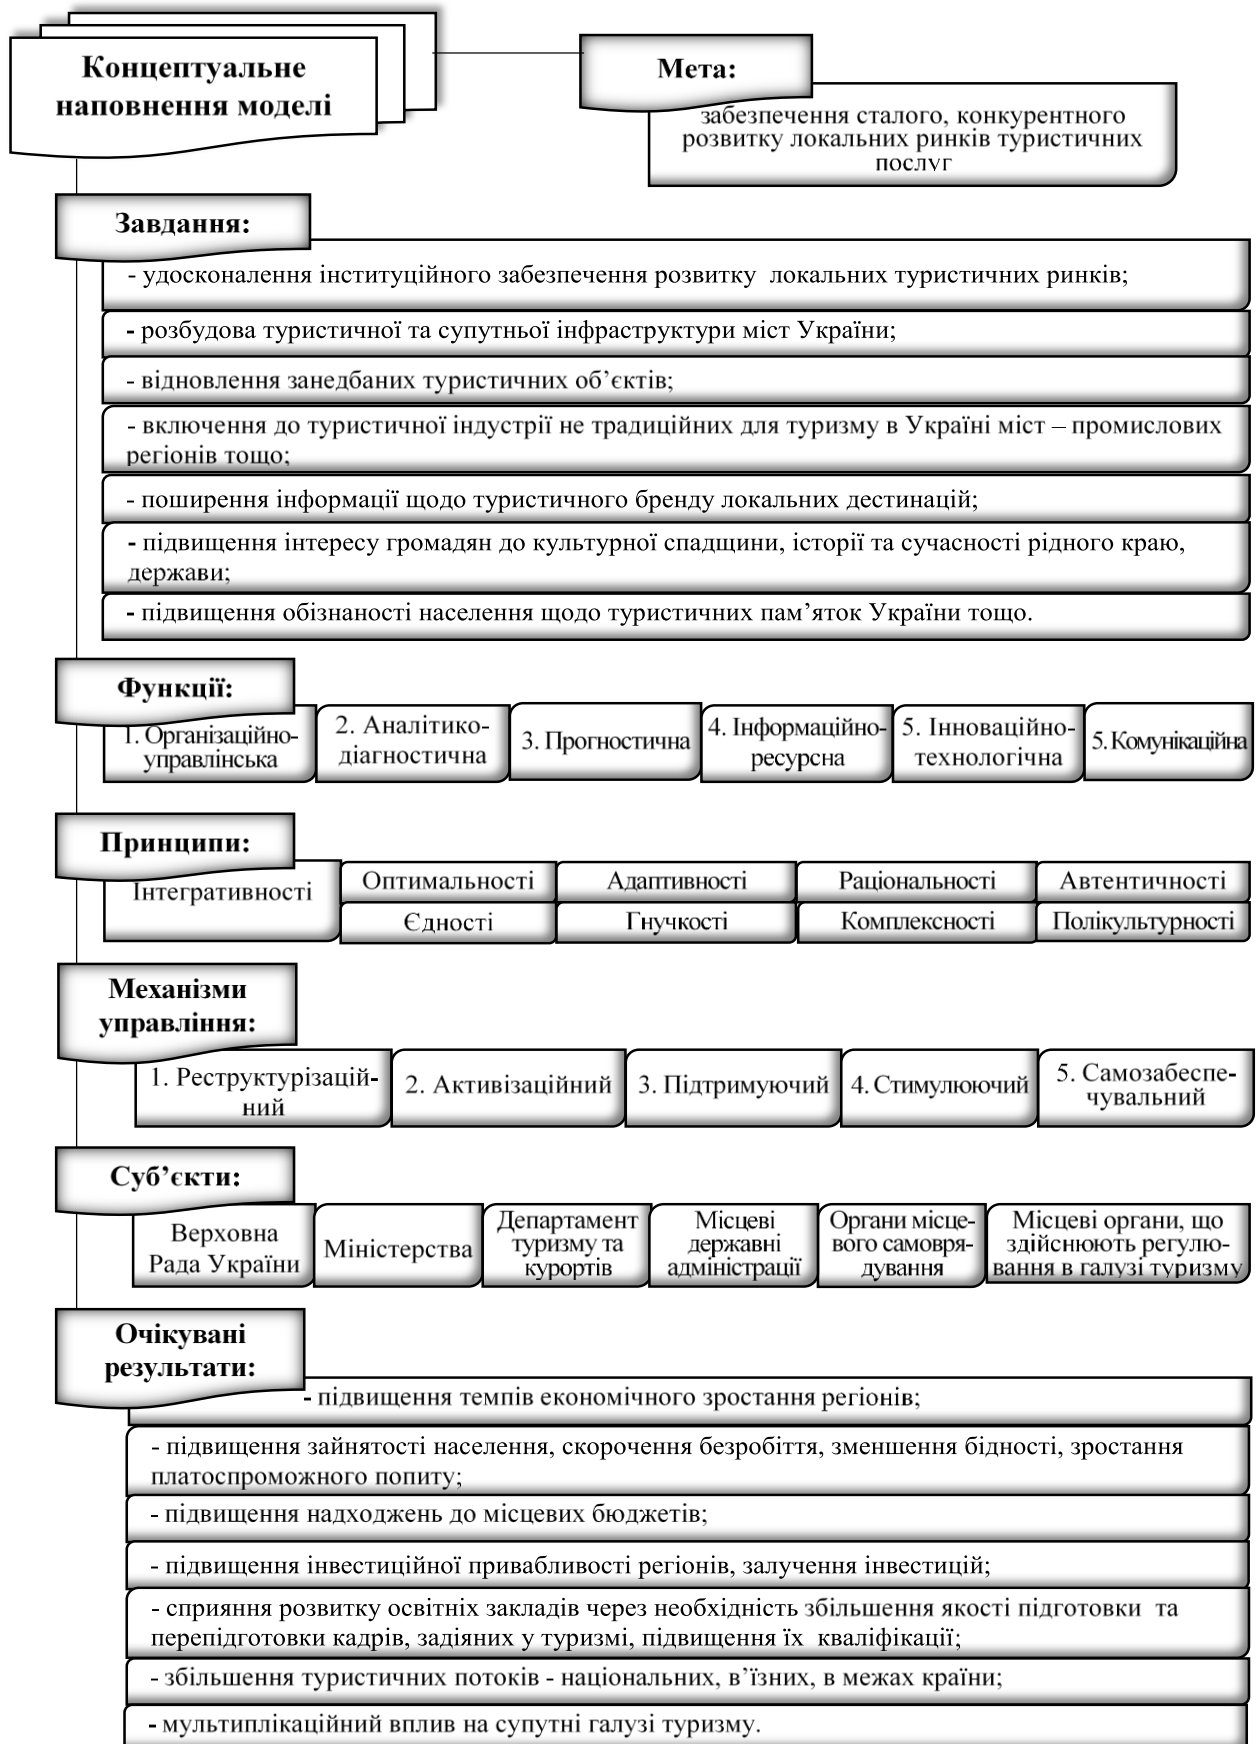 Концептуальне
наповнення моделі
Мета:
забезпечення сталого, конкурентного
розвитку локальних ринків туристичних
послуг
Завдання:
- удосконалення інституційного забезпечення розвитку локальних туристичних ринків;
- розбудова туристичної та супутньої інфраструктури міст України;
- відновлення занедбаних туристичних об’єктів;
- включення до туристичної індустрії не традиційних для туризму в Україні міст – промислових
регіонів тощо;
- поширення інформації щодо туристичного бренду локальних дестинацій;
- підвищення інтересу громадян до культурної спадщини, історії та сучасності рідного краю,
держави;
- підвищення обізнаності населення щодо туристичних пам’яток України тощо.
Функції:
1. Організаційно-
управлінська
2. Аналітико-
діагностична
3. Прогностична
4. Інформаційно-
ресурсна
5. Інноваційно-
технологічна
5. Комунікаційна
Принципи:
Інтегративності
Оптимальності
Адаптивності
Раціональності
Автентичності
Єдності
Гнучкості
Комплексності
Полікультурності
Механізми
управління:
1. Реструктурізацій-
ний
2. Активізаційний
3. Підтримуючий
4. Стимулюючий
5. Самозабеспе-
чувальний
Суб’єкти:
Верховна
Рада України
Міністерства
Департамент
туризму та
курортів
Місцеві
державні
адміністрації
Органи місце-
вого самовря-
дування
Місцеві органи, що
здійснюють регулю-
вання в галузі туризму
Очікувані
результати:
- підвищення темпів економічного зростання регіонів;
- підвищення зайнятості населення, скорочення безробіття, зменшення бідності, зростання
платоспроможного попиту;
- підвищення надходжень до місцевих бюджетів;
- підвищення інвестиційної привабливості регіонів, залучення інвестицій;
- сприяння розвитку освітніх закладів через необхідність збільшення якості підготовки та
перепідготовки кадрів, задіяних у туризмі, підвищення їх кваліфікації;
- збільшення туристичних потоків - національних, в’їзних, в межах країни;
- мультиплікаційний вплив на супутні галузі туризму.